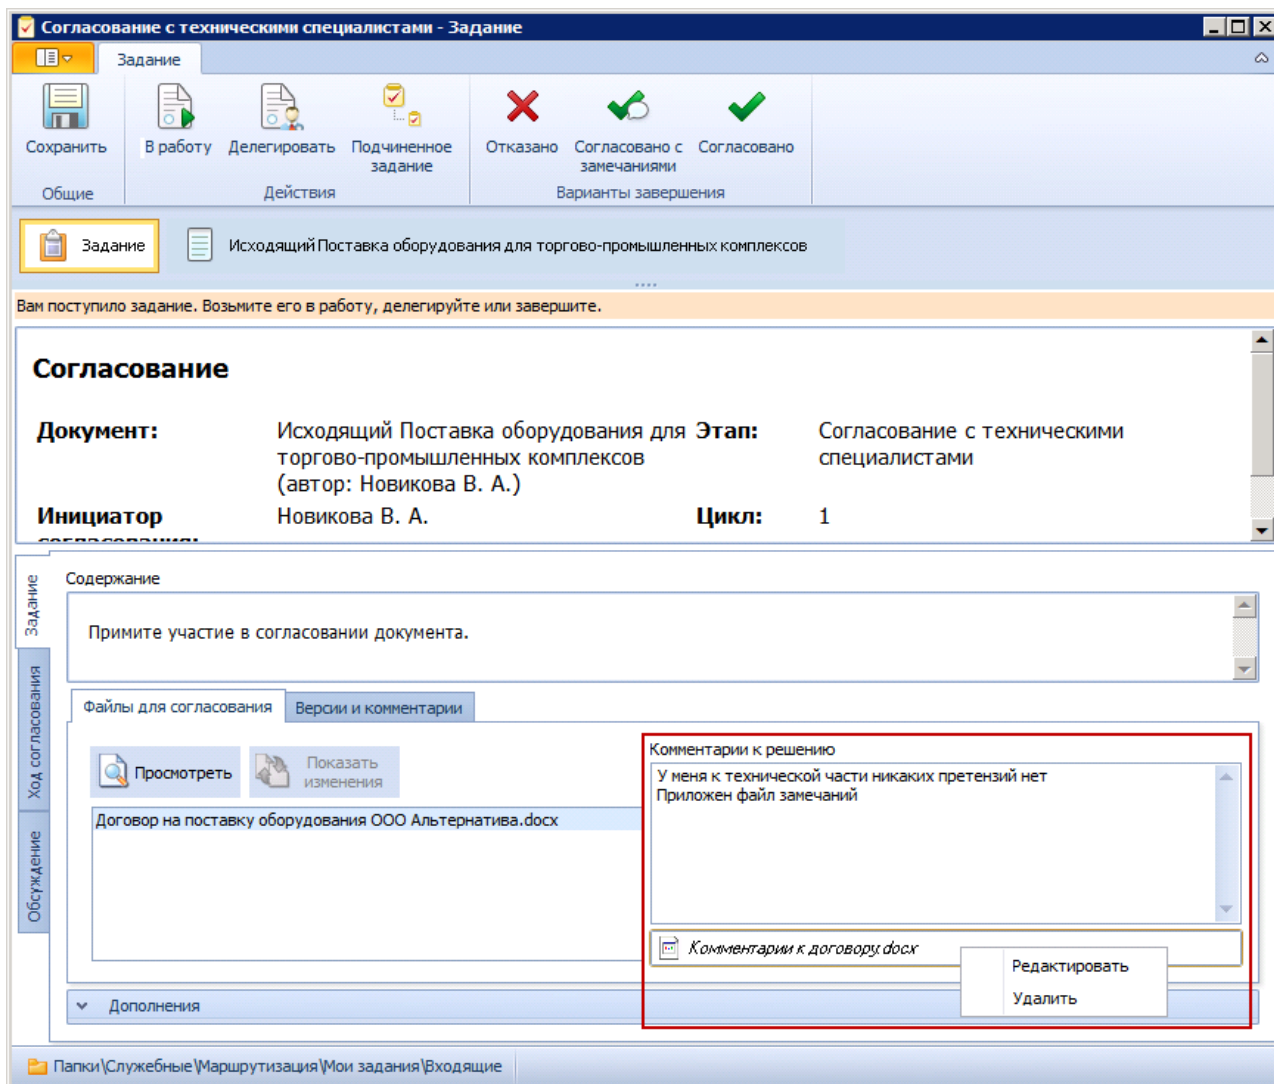 Согласование с техническими специалистами - Задание
Задание
Сохранить
В работу
Делегировать
Подчиненное
задание
Отказано
Согласовано с
замечаниями
Согласовано
Общие
Действия
Варианты завершения
Задание
Исходящий Поставка оборудования для торгово-промышленных комплексов
Вам поступило задание. Возьмите его в работу, делегируйте или завершите.
Согласование
Документ:
Исходящий Поставка оборудования для
торгово-промышленных комплексов
(автор: Новикова В. А.)
Этап:
Согласование с техническими
специалистами
Инициатор
согласования:
Новикова В. А.
Цикл:
1
Задание
Ход согласования
Обсуждение
Содержание
Примите участие в согласовании документа.
Файлы для согласования
Версии и комментарии
Просмотреть
Показать
изменения
Договор на поставку оборудования ООО Альтернатива.docx
Комментарии к решению
У меня к технической части никаких претензий нет
Приложен файл замечаний
Комментарии к договору.docx
Редактировать
Удалить
Дополнения
Папки\Служебные\Маршрутизация\Мои задания\Входящие